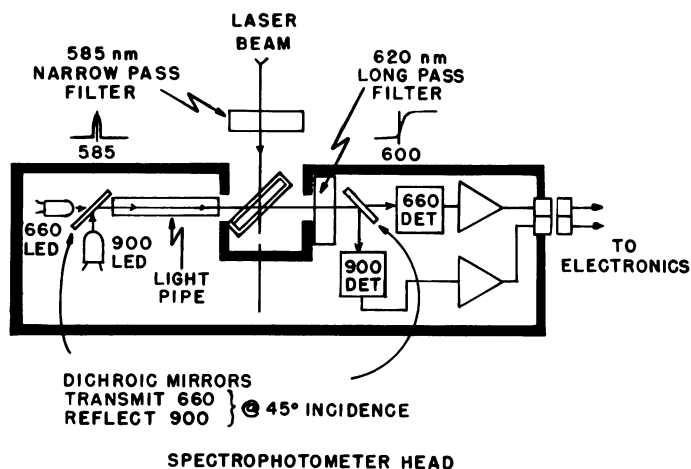 LASER
BEAM
585 nm
NARROW PASS
FILTER
620 nm
LONG PASS
FILTER
585
600
660
LED
900
LED
LIGHT
PIPE
660
DET
900
DET
TO
ELECTRONICS
DICHROIC MIRRORS
TRANSMIT 660
REFLECT 900
@ 45° INCIDENCE
SPECTROPHOTOMETER HEAD